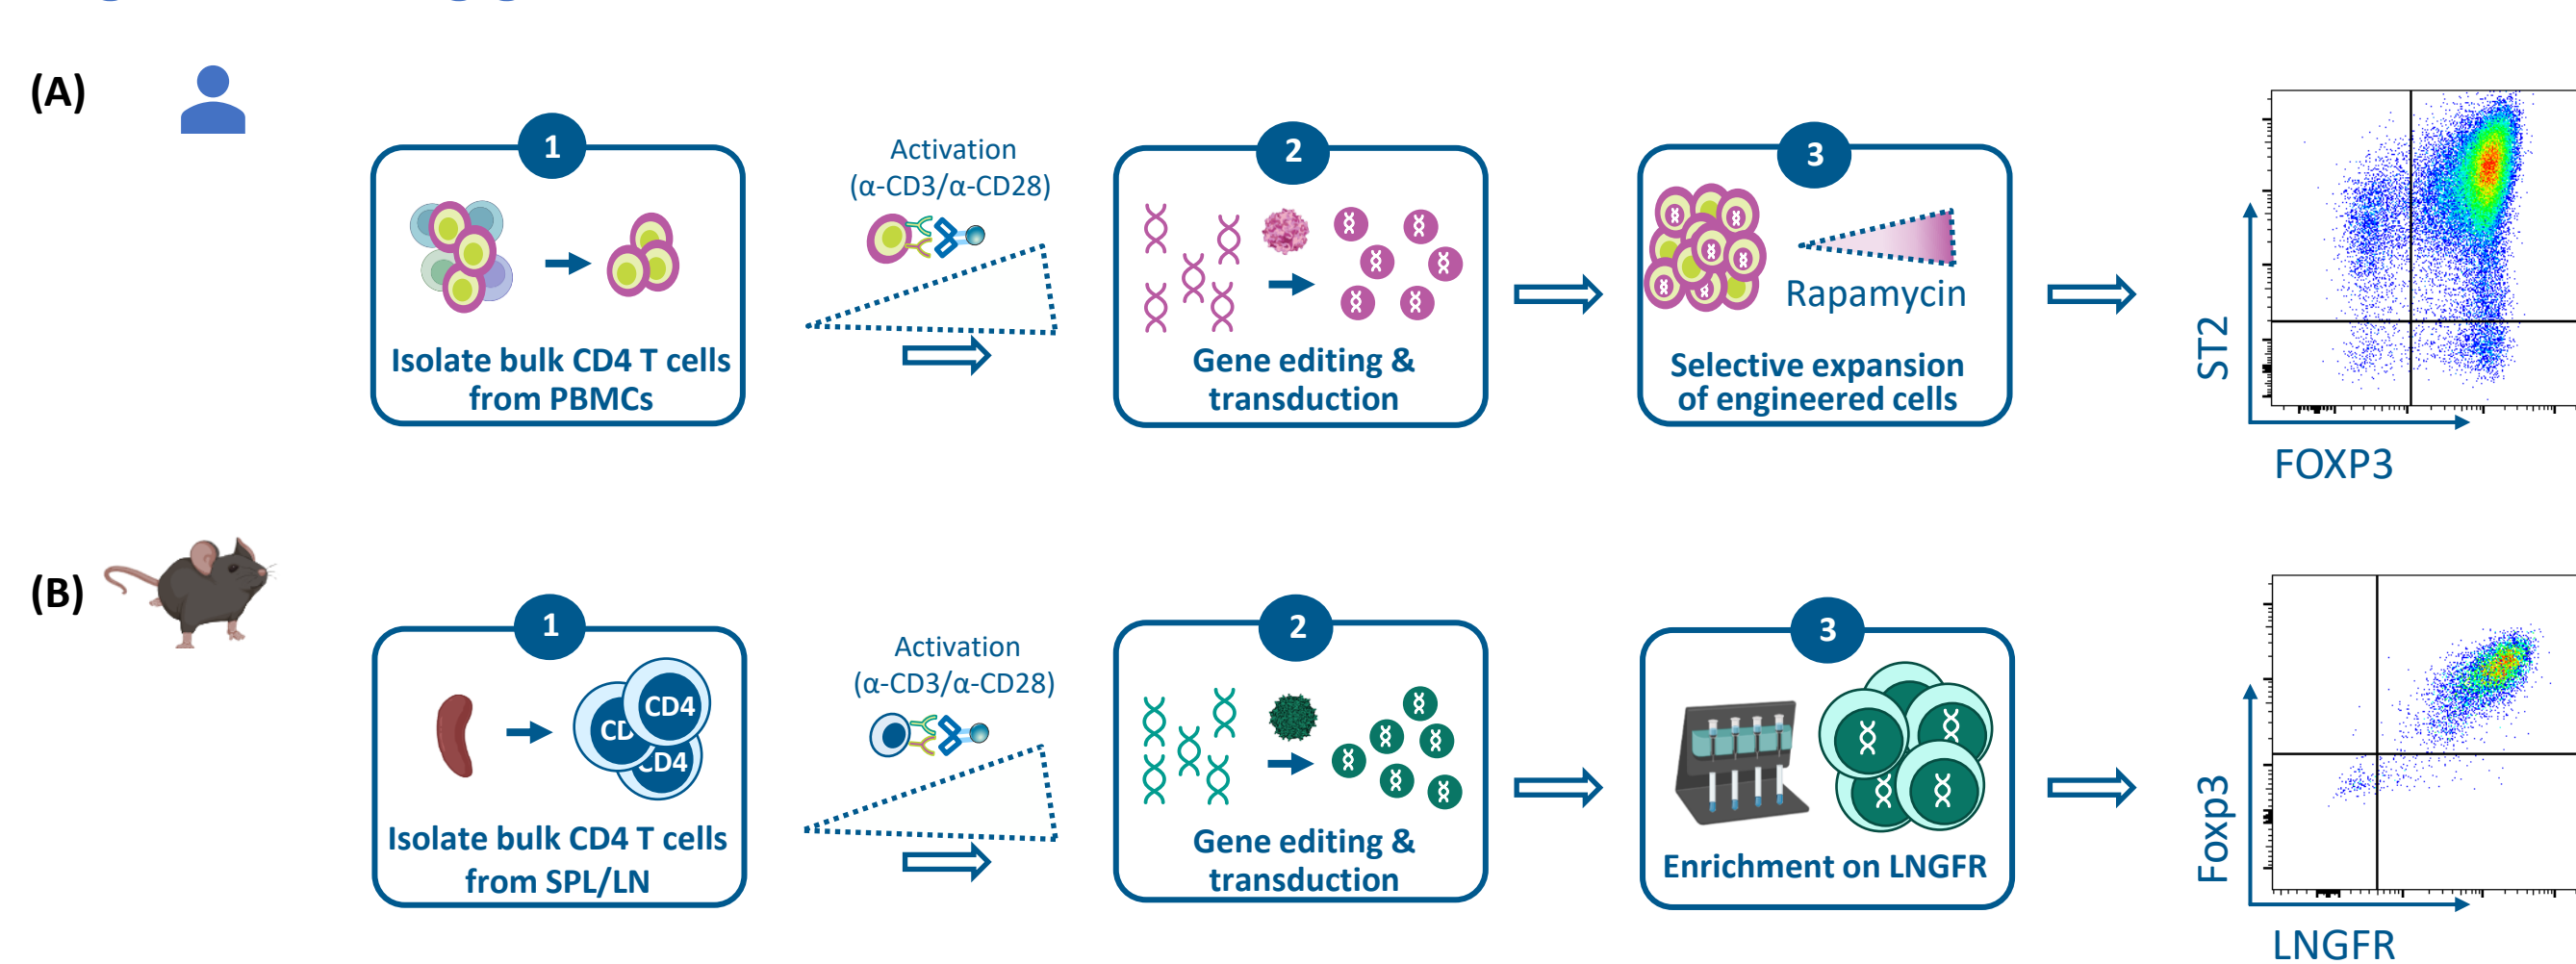 (A)
1
Isolate bulk CD4 T cells
from PBMCs
Activation
(α-CD3/α-CD28)
2
Gene editing &
transduction
3
Rapamycin
Selective expansion
of engineered cells
ST2
FOXP3
(B)
1
CD4
CD4
Isolate bulk CD4 T cells
from SPL/LN
Activation
(α-CD3/α-CD28)
2
Gene editing &
transduction
3
Enrichment on LNGFR
Foxp3
LNGFR